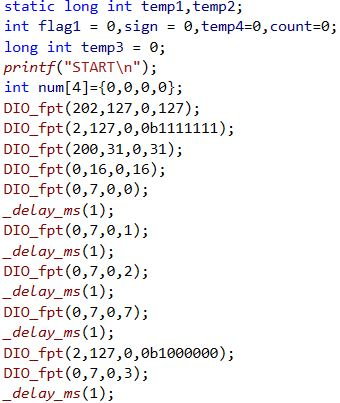 static long int temp1,temp2;
int flag1 = 0,sign = 0,temp4=0,count=0;
long int temp3 = 0;
printf("START\n");
int num[4]={0,0,0,0};
DIO_fpt(202,127,0,127);
DIO_fpt(2,127,0,0b1111111);
DIO_fpt(200,31,0,31);
DIO_fpt(0,16,0,16);
DIO_fpt(0,7,0,0);
_delay_ms(1);
DIO_fpt(0,7,0,1);
_delay_ms(1);
DIO_fpt(0,7,0,2);
_delay_ms(1);
DIO_fpt(0,7,0,7);
_delay_ms(1);
DIO_fpt(2,127,0,0b1000000);
DIO_fpt(0,7,0,3);
_delay_ms(1);